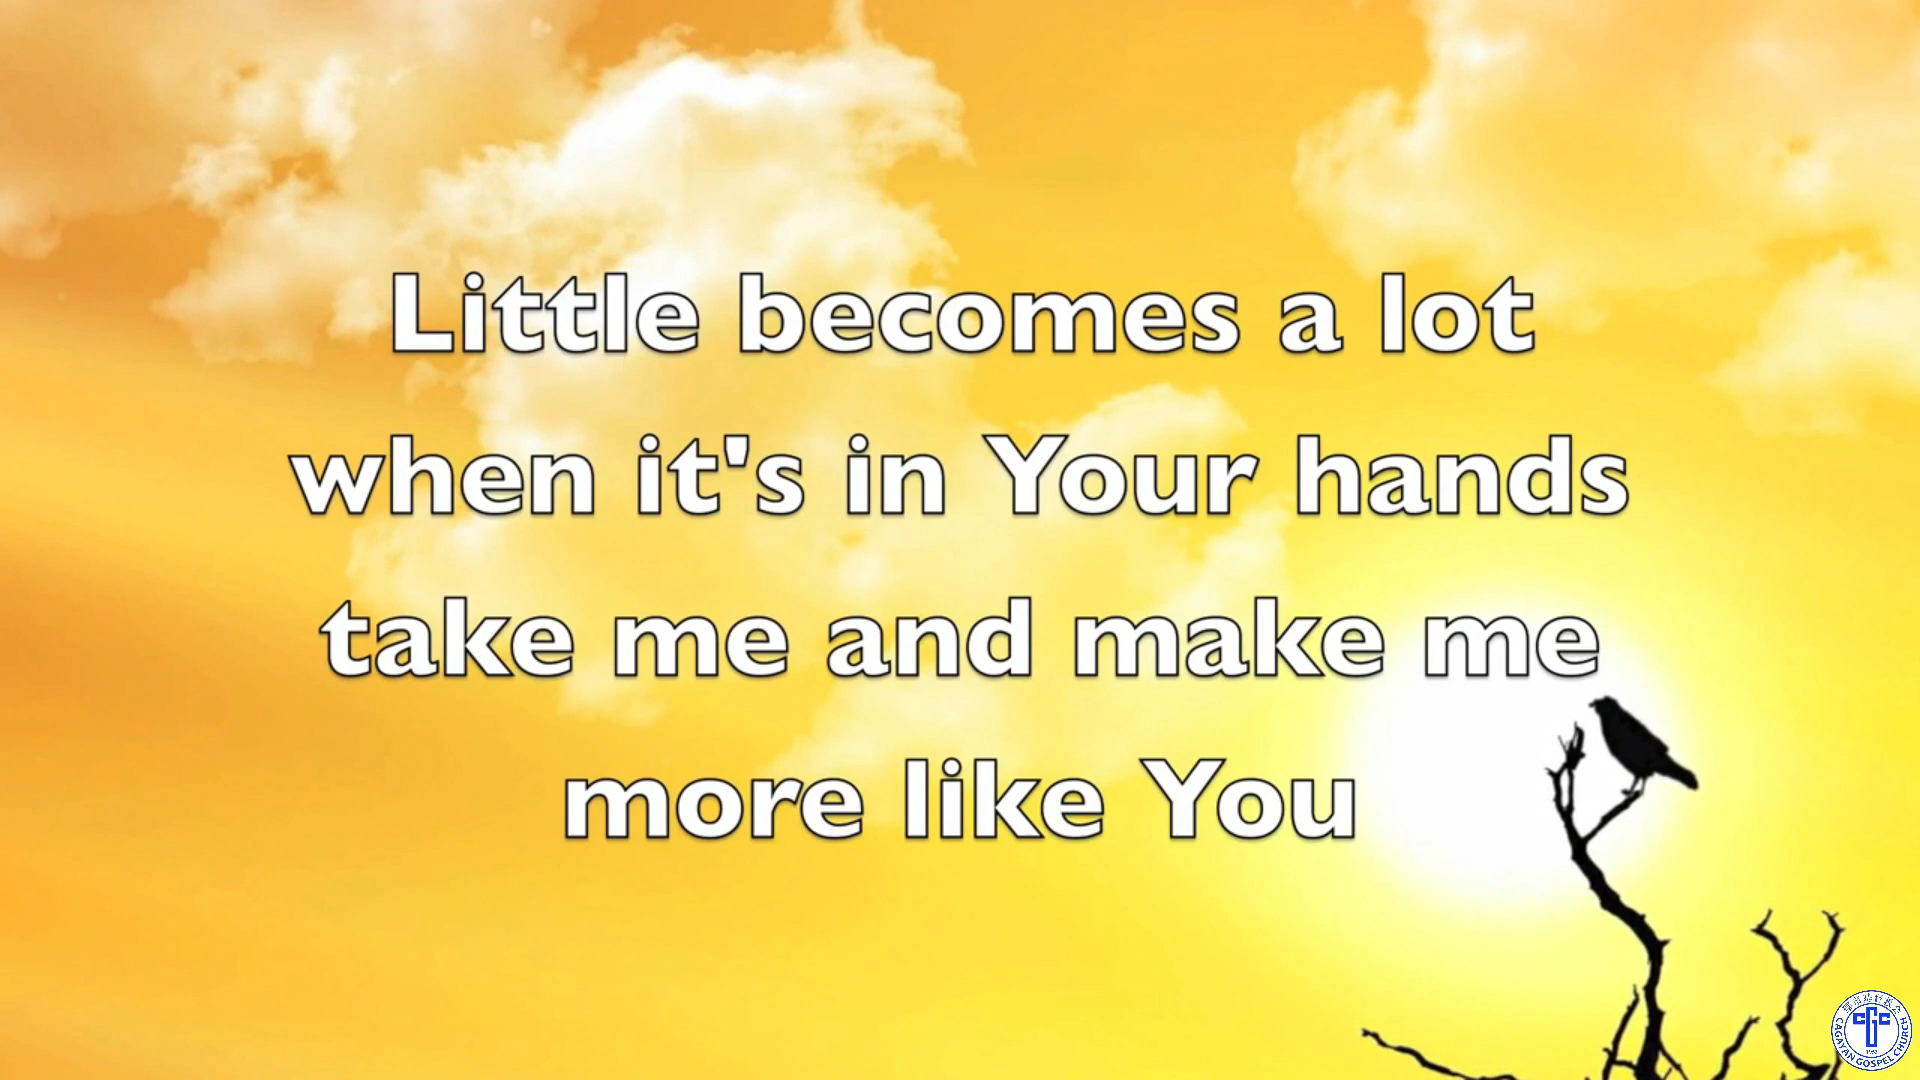 Little becomes a lot
when it's in Your hands
take me and make me
more like You
CGC
CAGAYAN GOSPEL CHURCH